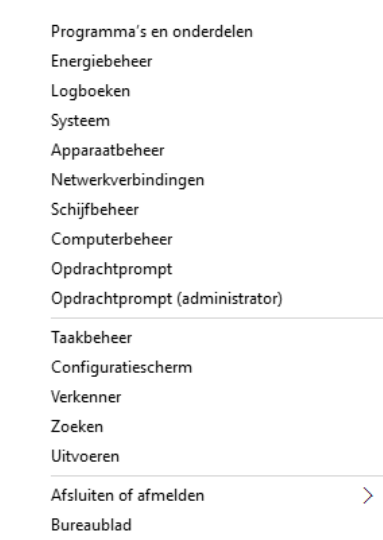 Programma's en onderdelen
Energiebeheer
Logboeken
Systeem
Apparaatbeheer
Netwerkverbindingen
Schijfbeheer
Computerbeheer
Opdrachtprompt
Opdrachtprompt (administrator)
Taakbeheer
Configuratiescherm
Verkenner
Zoeken
Uitvoeren
Afsluiten of afmelden
Bureaublad